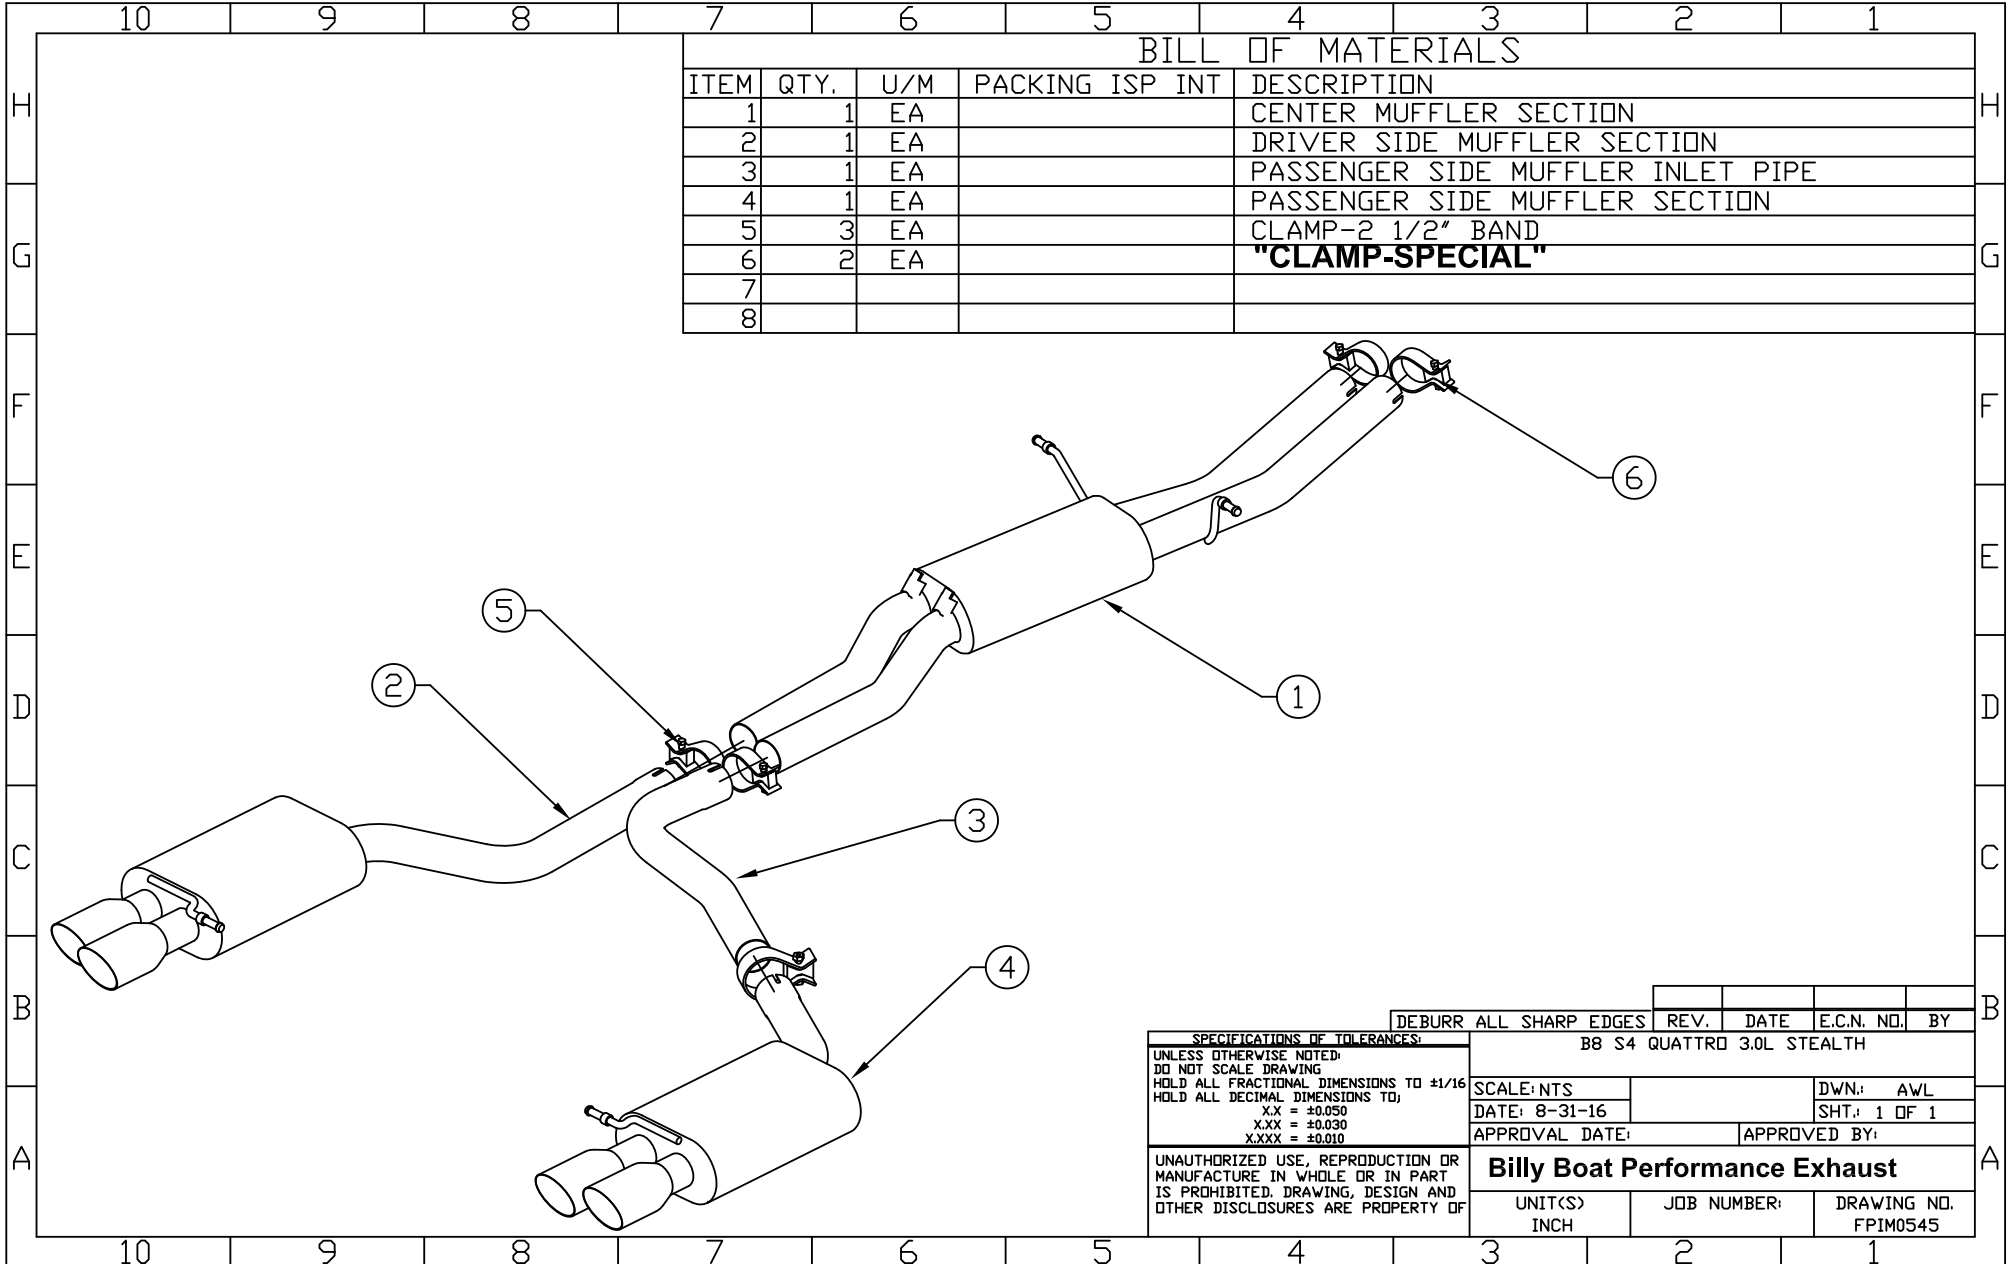 10 9 8 7 6 5 4 3 2 1
BILL OF MATERIALS
ITEM QTY. U/M PACKING ISP INT DESCRIPTION
1 1 EA CENTER MUFFLER SECTION
2 1 EA DRIVER SIDE MUFFLER SECTION
3 1 EA PASSENGER SIDE MUFFLER INLET PIPE
4 1 EA PASSENGER SIDE MUFFLER SECTION
5 3 EA CLAMP-2 1/2" BAND
6 2 EA "CLAMP-SPECIAL"
7
8
H H
G G
F F
6
E E
5
2
1
D D
3
C C
4
B B
DEBURR ALL SHARP EDGES REV. DATE E.C.N. NO. BY
SPECIFICATIONS OF TOLERANCES:
UNLESS OTHERWISE NOTED:
DO NOT SCALE DRAWING
HOLD ALL FRACTIONAL DIMENSIONS TO ±1/16
HOLD ALL DECIMAL DIMENSIONS TO;
X.X = ±0.050
X.XX = ±0.030
X.XXX = ±0.010
UNAUTHORIZED USE, REPRODUCTION OR
MANUFACTURE IN WHOLE OR IN PART
IS PROHIBITED. DRAWING, DESIGN AND
OTHER DISCLOSURES ARE PROPERTY OF
B8 S4 QUATTRO 3.0L STEALTH
SCALE: NTS DWN.: AWL
DATE: 8-31-16 SHT.: 1 OF 1
APPROVAL DATE: APPROVED BY:
Billy Boat Performance Exhaust
UNIT(S) JOB NUMBER: DRAWING NO.
INCH FPIM0545
A A
10 9 8 7 6 5 4 3 2 1